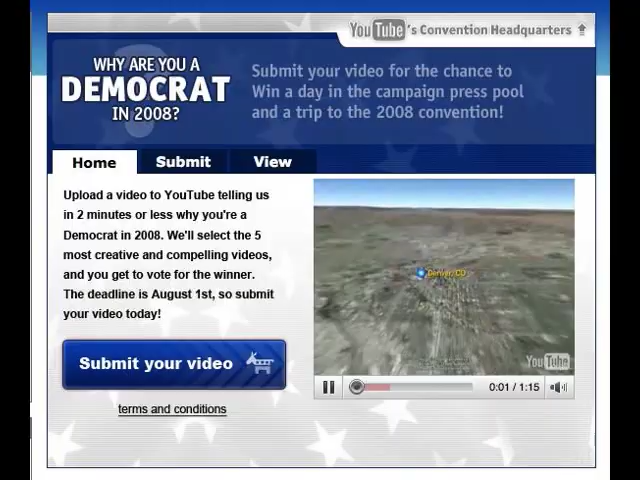 YouTube's Convention Headquarters
WHY ARE YOU A
DEMOCRAT
IN 2008?
Submit your video for the chance to
Win a day in the campaign press pool
and a trip to the 2008 convention!
Home Submit View
Upload a video to YouTube telling us
in 2 minutes or less why you're a
Democrat in 2008. We'll select the 5
most creative and compelling videos,
and you get to vote for the winner.
The deadline is August 1st, so submit
your video today!
Submit your video
terms and conditions
Denver, CO
YouTube
0:01 / 1:15